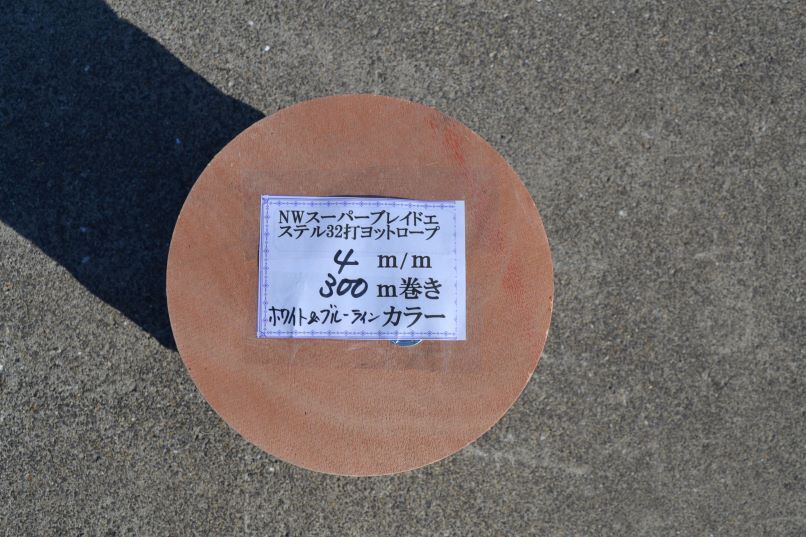 NWスーパーブレイドエ
ステル32打ヨットロープ
4 m/m
300 m巻き
ホワイト&ブルーライン カラー